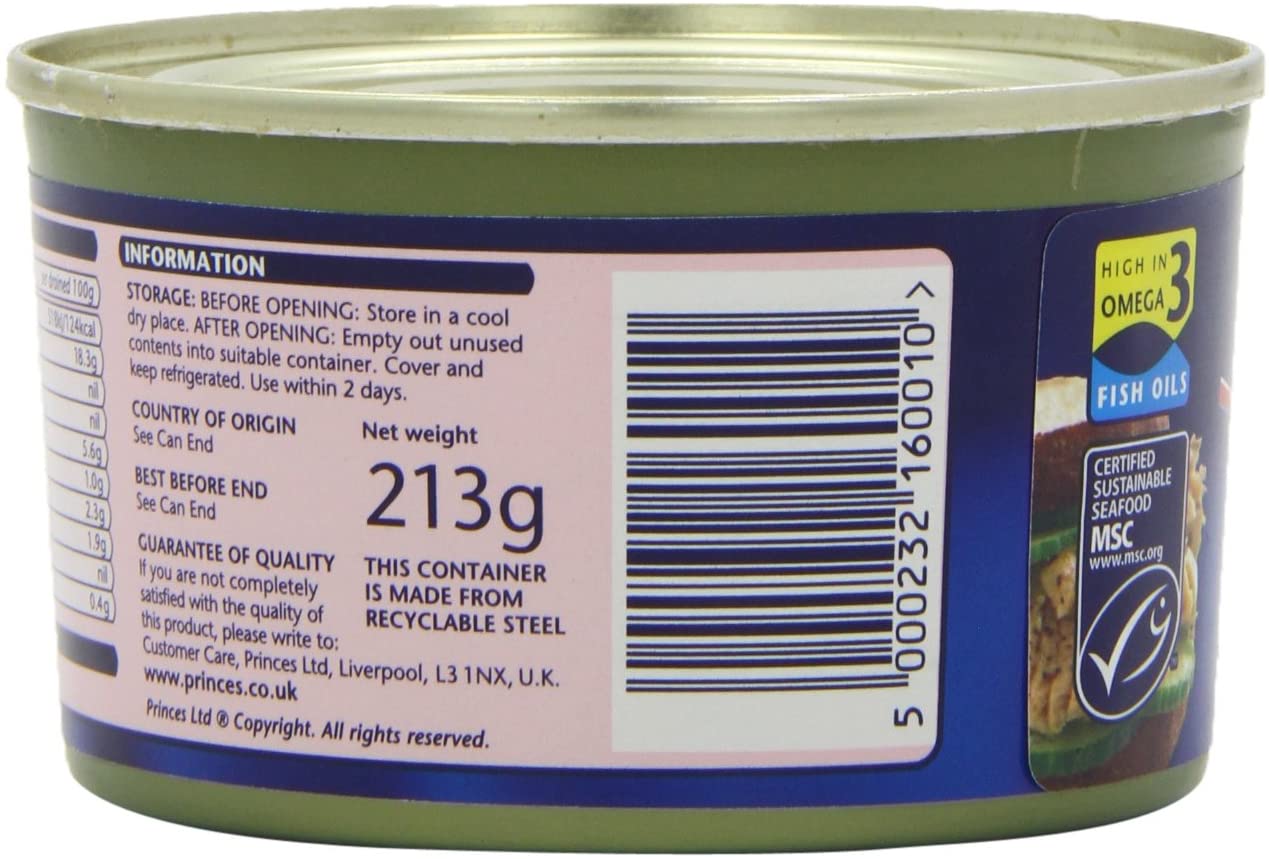 drained 100g
/124kcal
18.3g
nil
nil
5.6g
1.0g
2.3g
1.9g
nil
0.4g
INFORMATION
STORAGE: BEFORE OPENING: Store in a cool
dry place. AFTER OPENING: Empty out unused
contents into suitable container. Cover and
keep refrigerated. Use within 2 days.
COUNTRY OF ORIGIN
See Can End
BEST BEFORE END
See Can End
GUARANTEE OF QUALITY
If you are not completely
satisfied with the quality of
this product, please write to:
Customer Care, Princes Ltd, Liverpool, L3 1NX, U.K.
www.princes.co.uk
Princes Ltd ® Copyright. All rights reserved.
Net weight
213g
THIS CONTAINER
IS MADE FROM
RECYCLABLE STEEL
5 000232 160010 >
HIGH IN
OMEGA 3
FISH OILS
CERTIFIED
SUSTAINABLE
SEAFOOD
MSC
www.msc.org